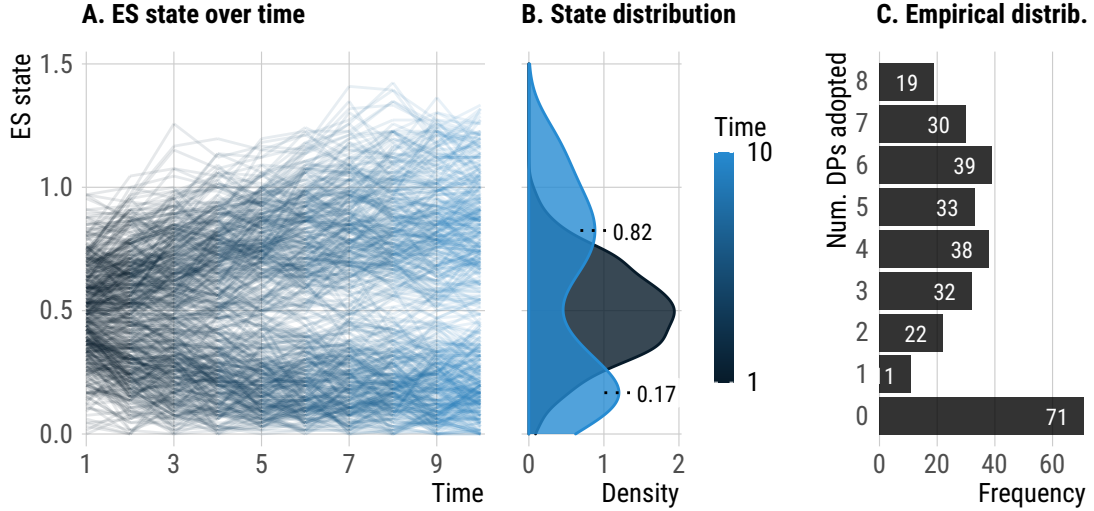 A. ES state over time
ES state
1.5
1.0
0.5
0.0
1 3 5 7 9
Time
B. State distribution
0.82
0.17
0 1 2
Density
Time
10
1
C. Empirical distrib.
Num. DPs adopted
8 19
7 30
6 39
5 33
4 38
3 32
2 22
1 1
0 71
0 20 40 60
Frequency